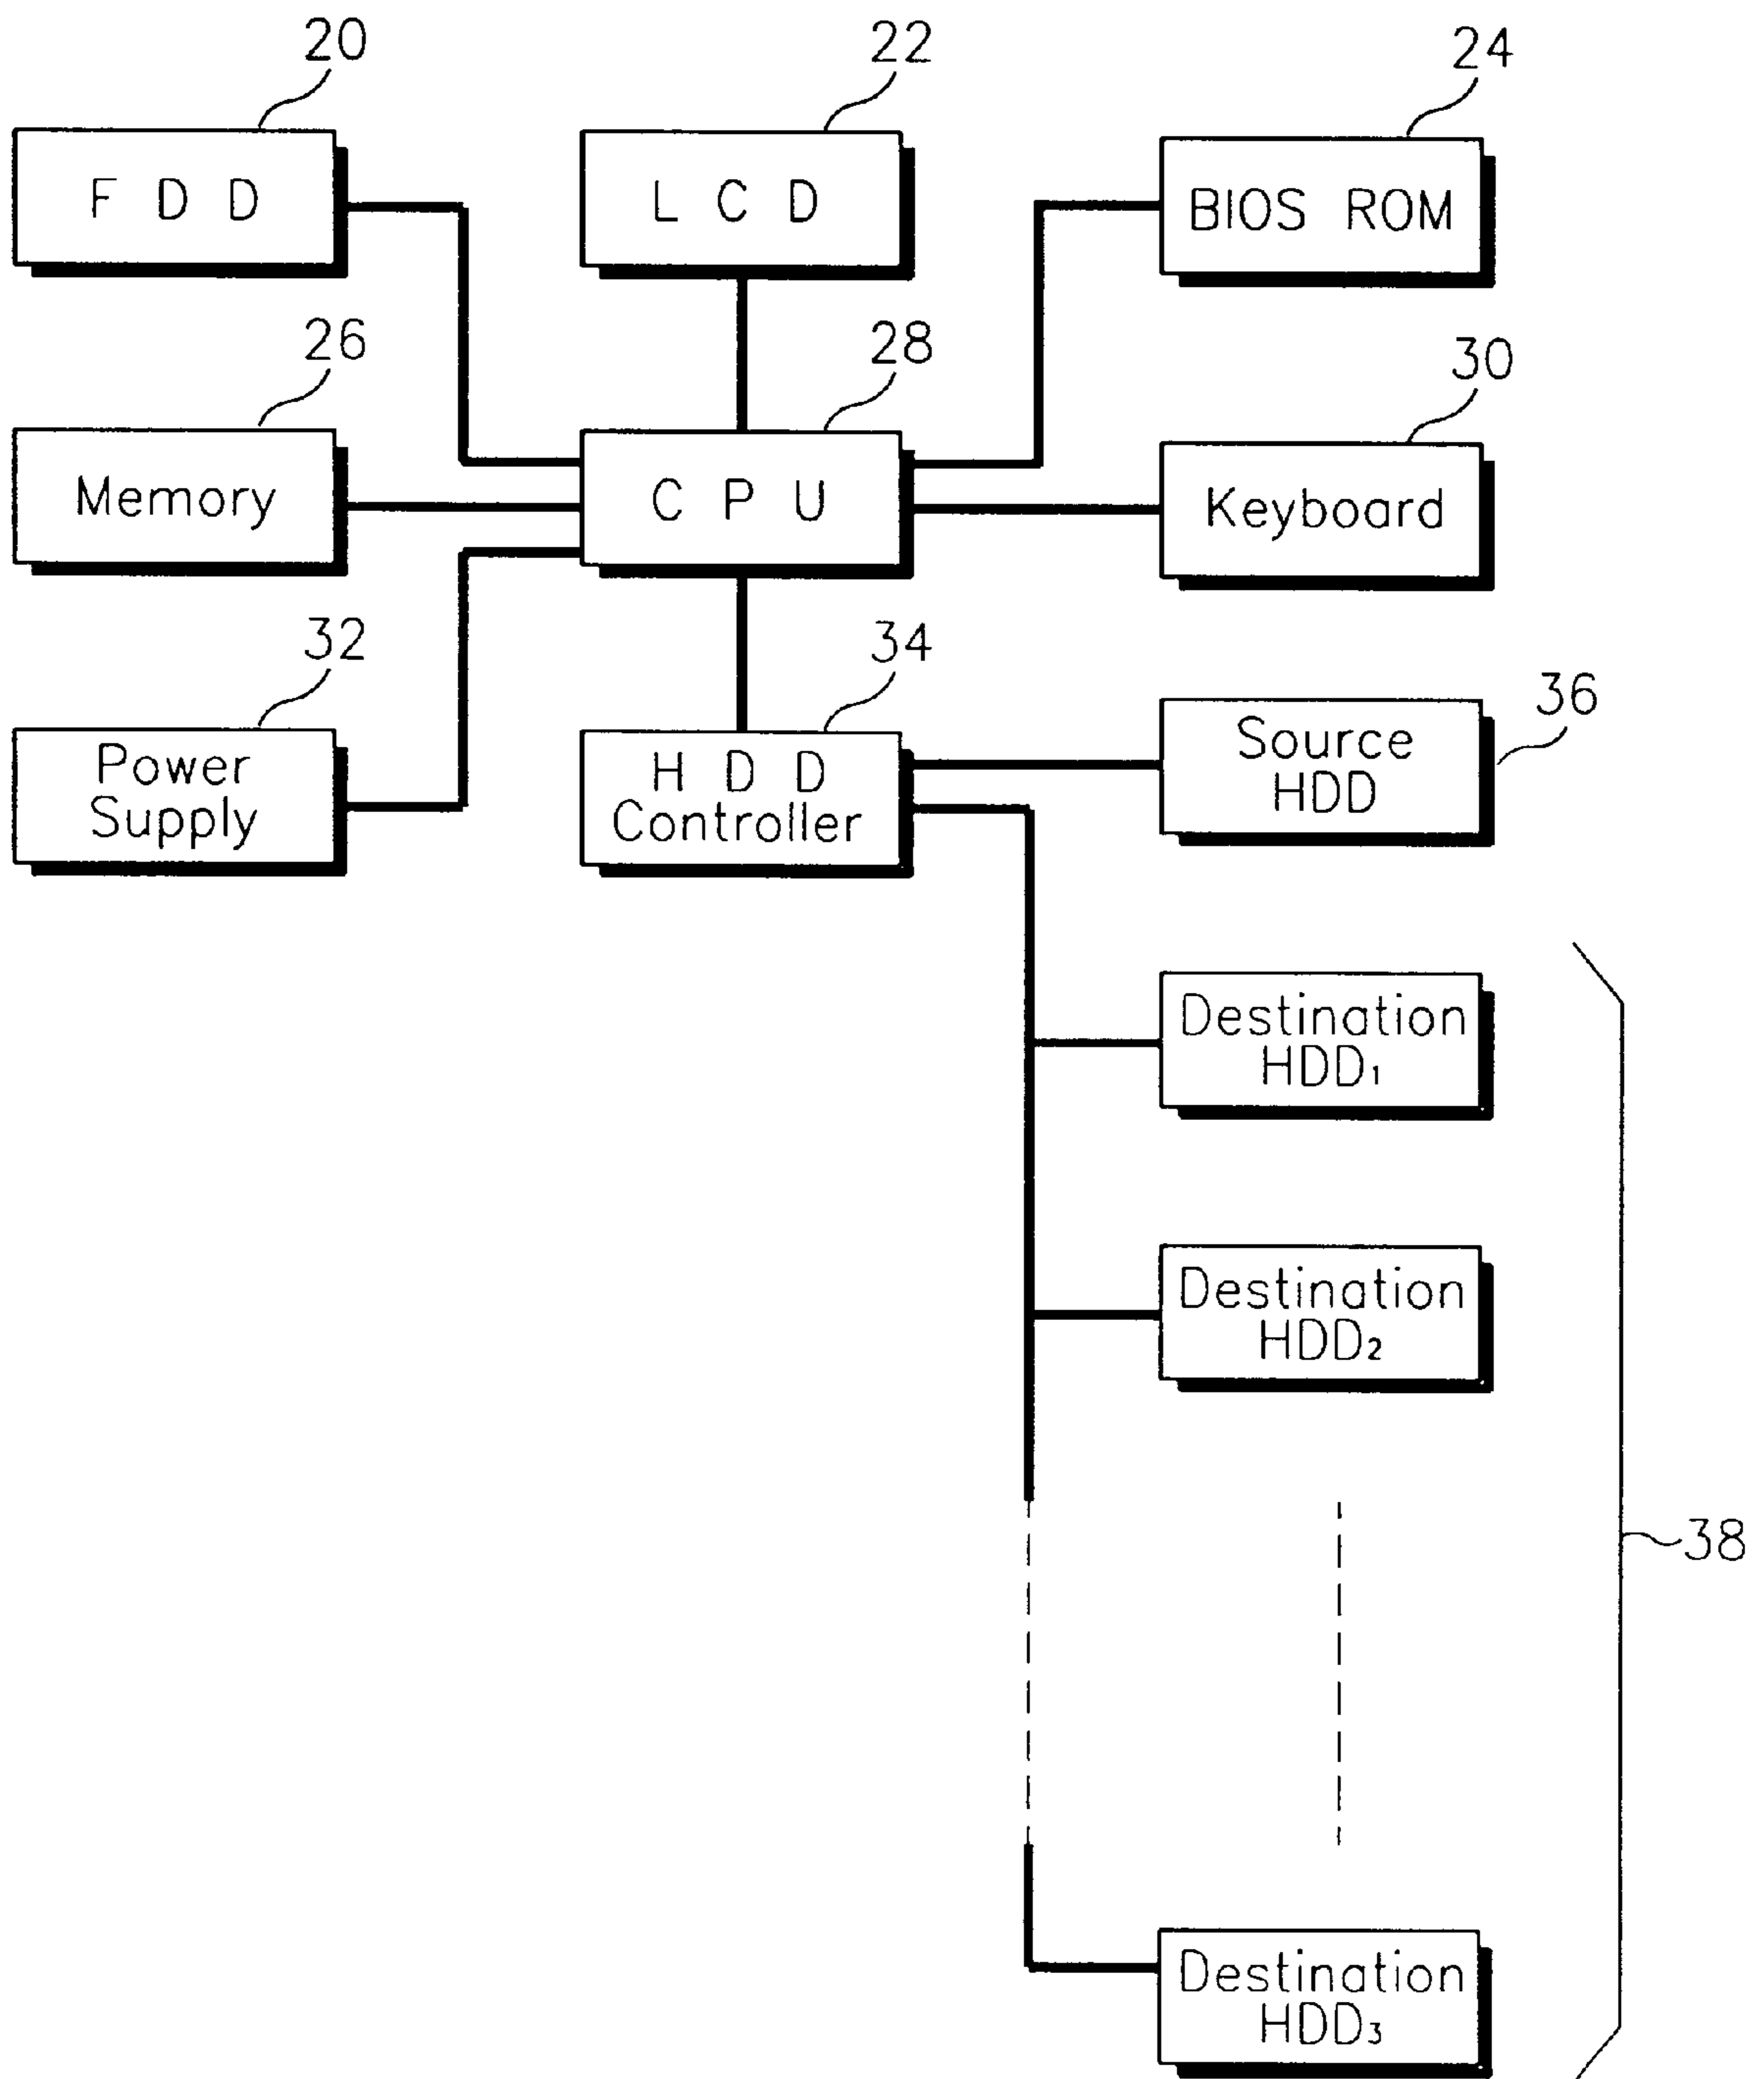 20
22
24
F D D
L C D
BIOS ROM
26
28
30
Memory
C P U
Keyboard
32
34
36
Power
Supply
H D D
Controller
Source
HDD
Destination
HDD₁
Destination
HDD₂
38
Destination
HDD₃